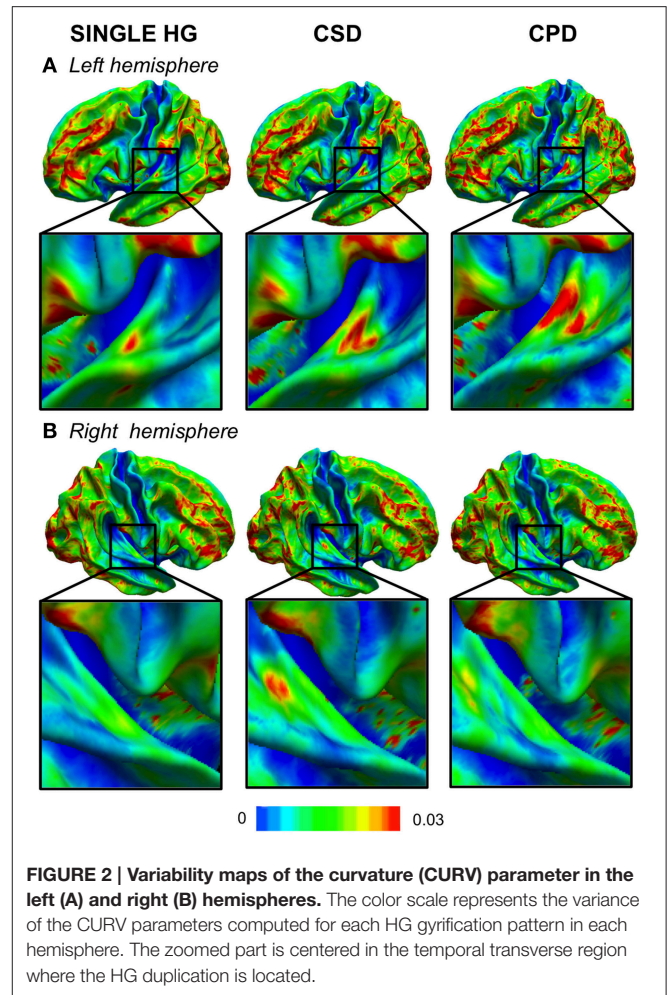 SINGLE HG CSD CPD
A Left hemisphere
B Right hemisphere
0 0.03
FIGURE 2 | Variability maps of the curvature (CURV) parameter in the
left (A) and right (B) hemispheres. The color scale represents the variance
of the CURV parameters computed for each HG gyrification pattern in each
hemisphere. The zoomed part is centered in the temporal transverse region
where the HG duplication is located.